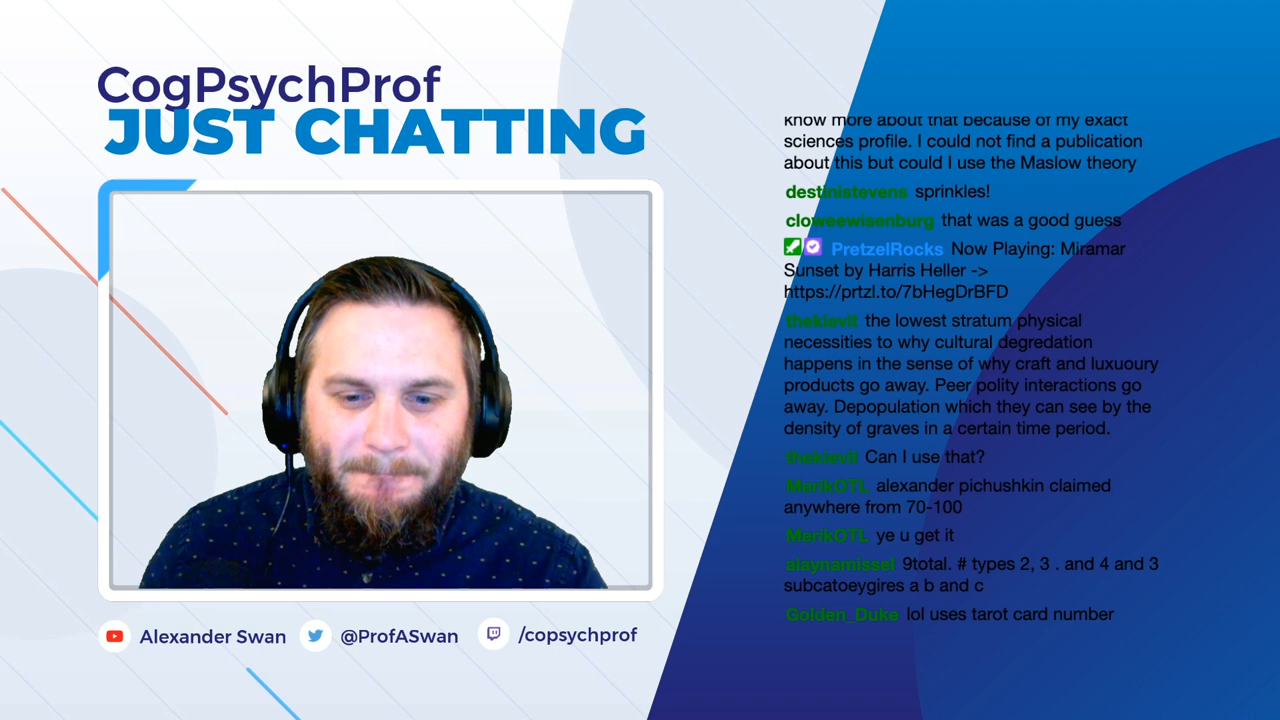 CogPsychProf
JUST CHATTING
know more about that because of my exact
sciences profile. I could not find a publication
about this but could I use the Maslow theory
destinistevens sprinkles!
cloweewisenburg that was a good guess
PretzelRocks Now Playing: Miramar
Sunset by Harris Heller ->
https://prtzl.to/7bHegDrBFD
thekievit the lowest stratum physical
necessities to why cultural degredation
happens in the sense of why craft and luxuoury
products go away. Peer polity interactions go
away. Depopulation which they can see by the
density of graves in a certain time period.
thekievit Can I use that?
MerikOTL alexander pichushkin claimed
anywhere from 70-100
MerikOTL ye u get it
alaynamissel 9total. # types 2, 3 . and 4 and 3
subcatoeygires a b and c
Golden_Duke lol uses tarot card number
Alexander Swan @ProfASwan /copsychprof